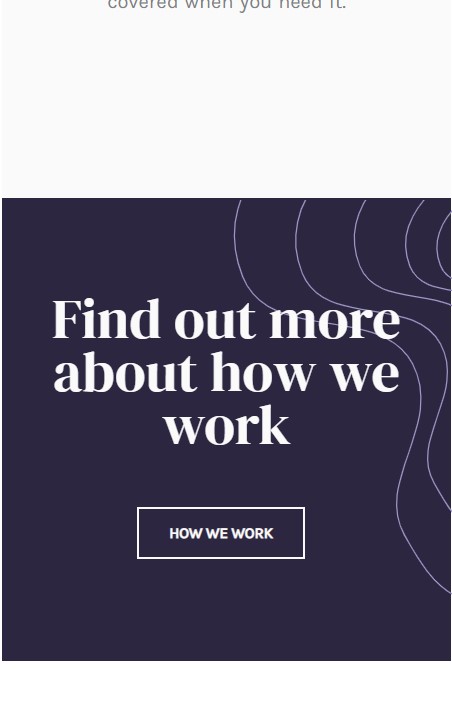 covered when you need it.
Find out more
about how we
work
HOW WE WORK